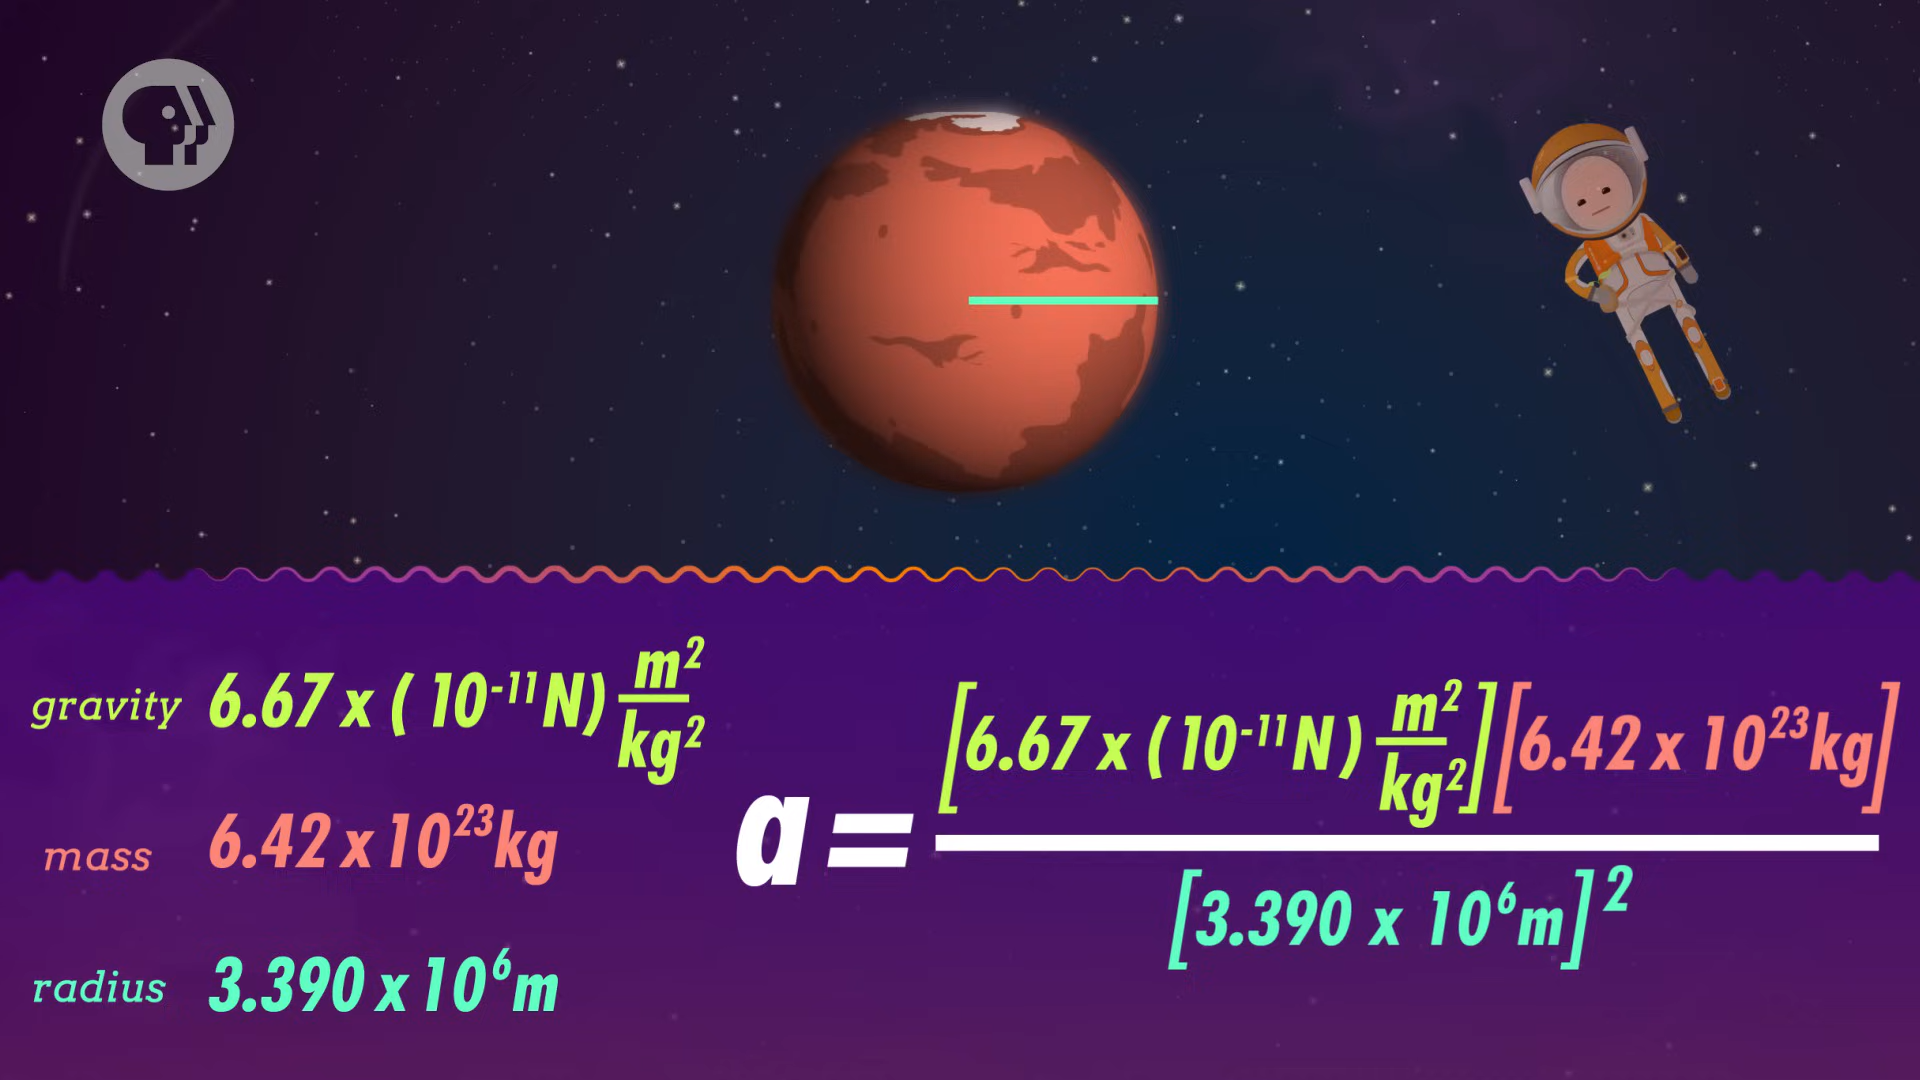 gravity 6.67 x ( 10⁻¹¹N) m²/kg²
mass 6.42 x 10²³kg
radius 3.390 x 10⁶m
a = [6.67 x (10⁻¹¹N) m²/kg²][6.42 x 10²³kg]
[3.390 x 10⁶m]²